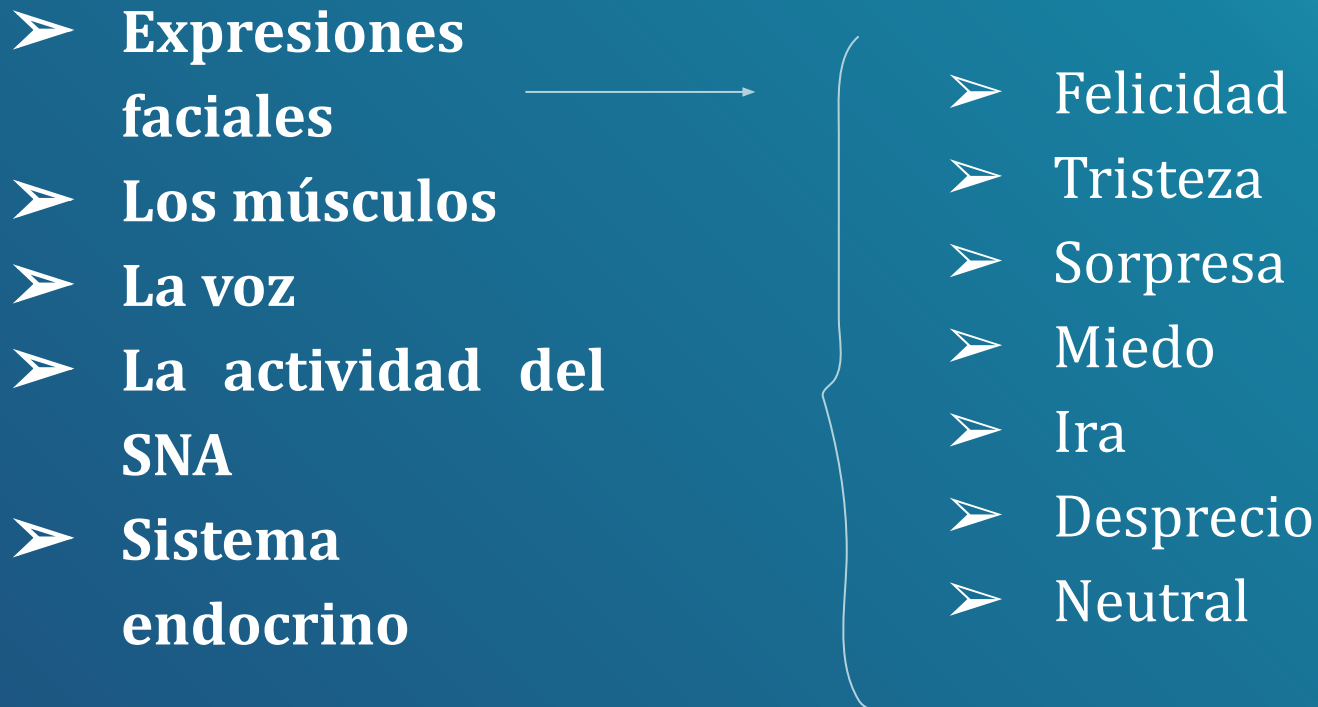 ➢ Expresiones
faciales
➢ Los músculos
➢ La voz
➢ La actividad del
SNA
➢ Sistema
endocrino
➢ Felicidad
➢ Tristeza
➢ Sorpresa
➢ Miedo
➢ Ira
➢ Desprecio
➢ Neutral